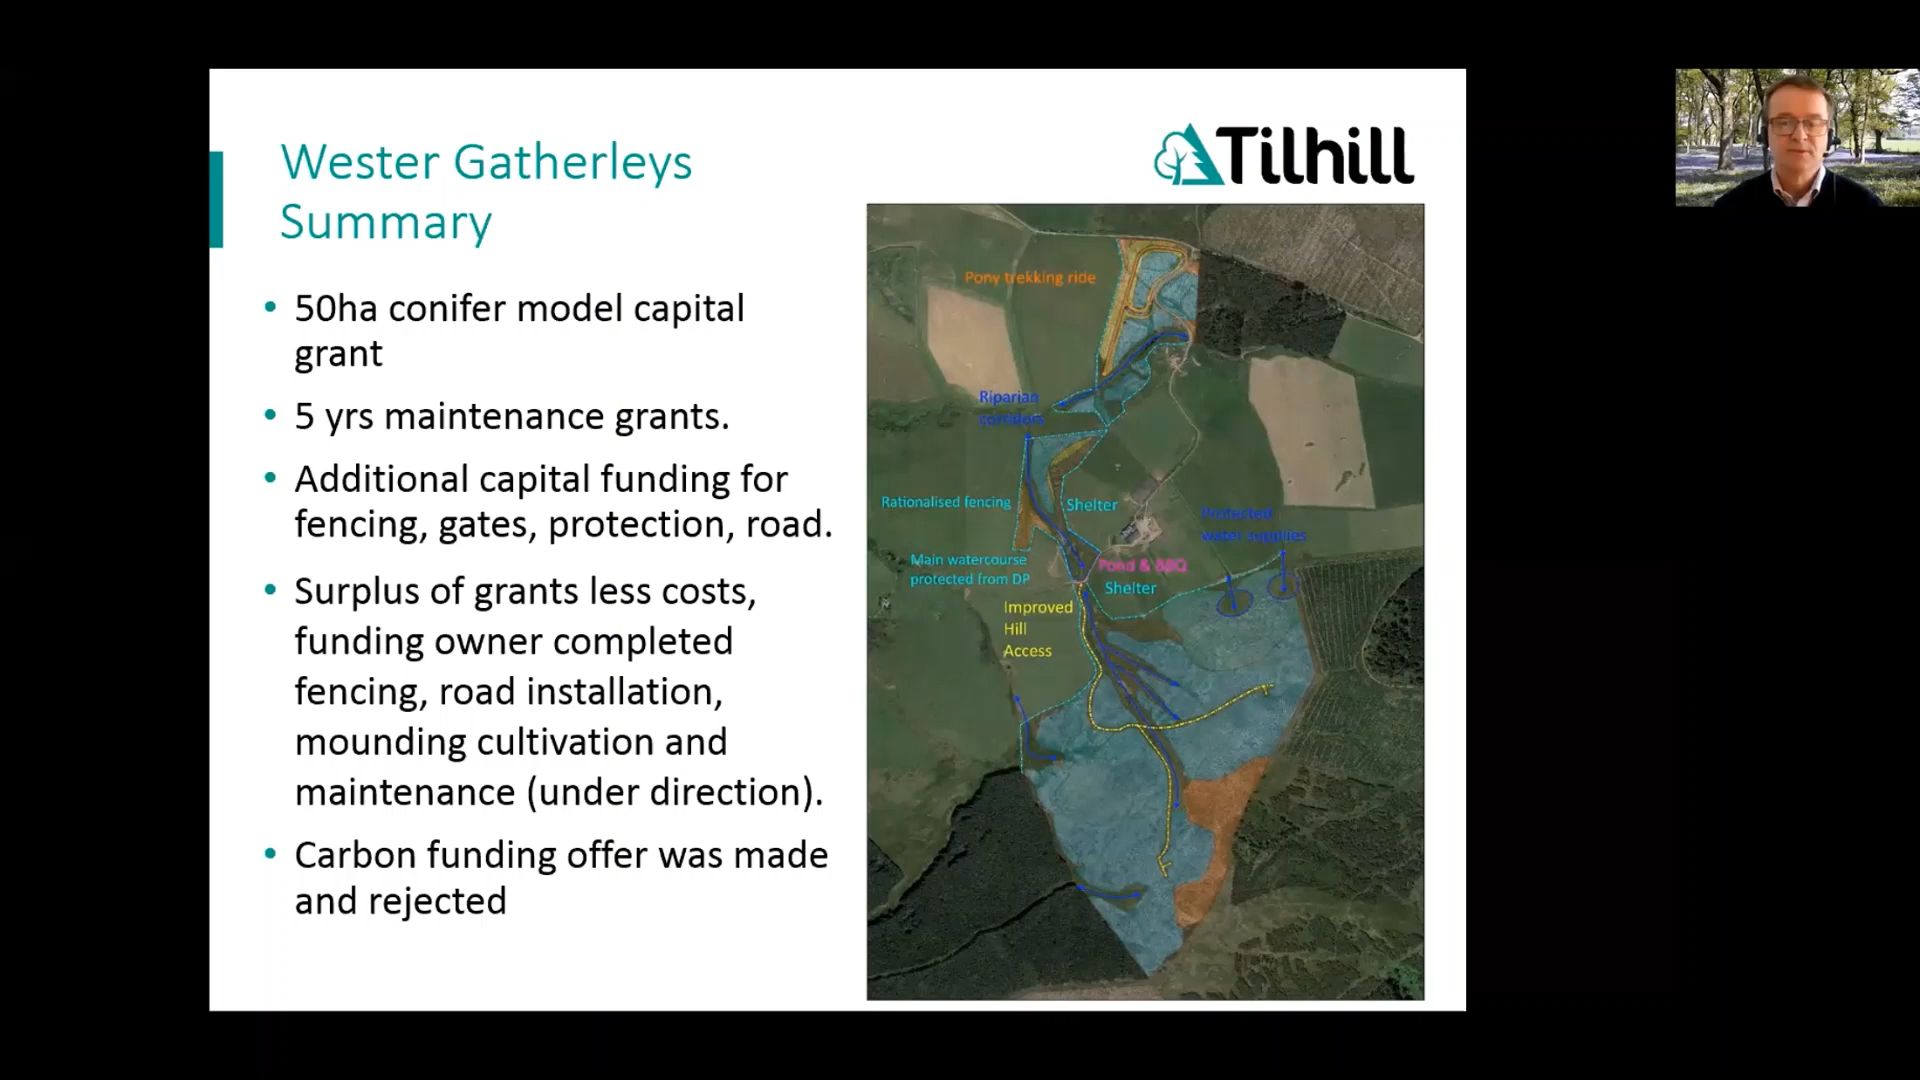 Wester Gatherleys
Summary
Tilhill
• 50ha conifer model capital
grant
• 5 yrs maintenance grants.
• Additional capital funding for
fencing, gates, protection, road.
• Surplus of grants less costs,
funding owner completed
fencing, road installation,
mounding cultivation and
maintenance (under direction).
• Carbon funding offer was made
and rejected
Pony trekking ride
Riparian
corridors
Rationalised fencing
Shelter
Protected
water supplies
Main watercourse
protected from DP
Pond & BBQ
Shelter
Improved
Hill
Access